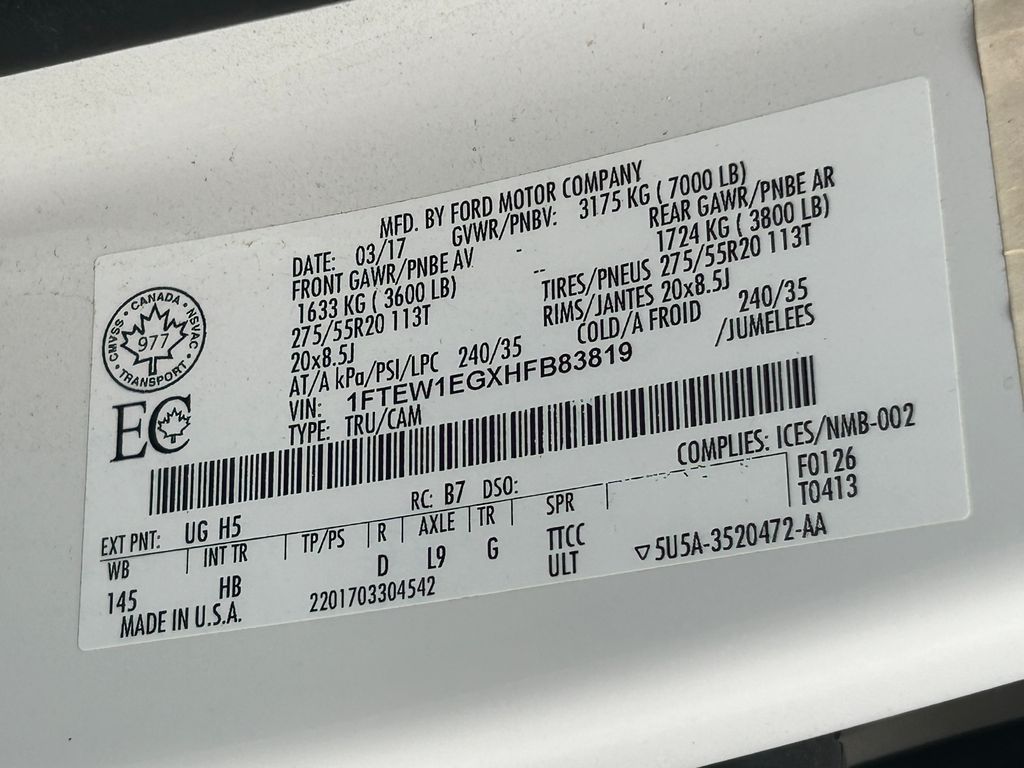 MFD. BY FORD MOTOR COMPANY
DATE: 03/17 GVWR/PNBV: 3175 KG ( 7000 LB)
FRONT GAWR/PNBE AV REAR GAWR/PNBE AR
1633 KG ( 3600 LB) 1724 KG ( 3800 LB)
275/55R20 113T TIRES/PNEUS 275/55R20 113T
20x8.5J RIMS/JANTES 20x8.5J
AT/A kPa/PSI/LPC 240/35 COLD/A FROID 240/35
VIN: 1FTEW1EGXHFB83819 /JUMELEES
TYPE: TRU/CAM
CANADA
CMVSS NSVAC
977
TRANSPORT
EC
COMPLIES: ICES/NMB-002
EXT PNT: UG H5 RC: B7 DSO: F0126
WB INT TR TP/PS R AXLE TR SPR T0413
145 HB D L9 G TTCC
ULT
5U5A-3520472-AA
MADE IN U.S.A. 2201703304542